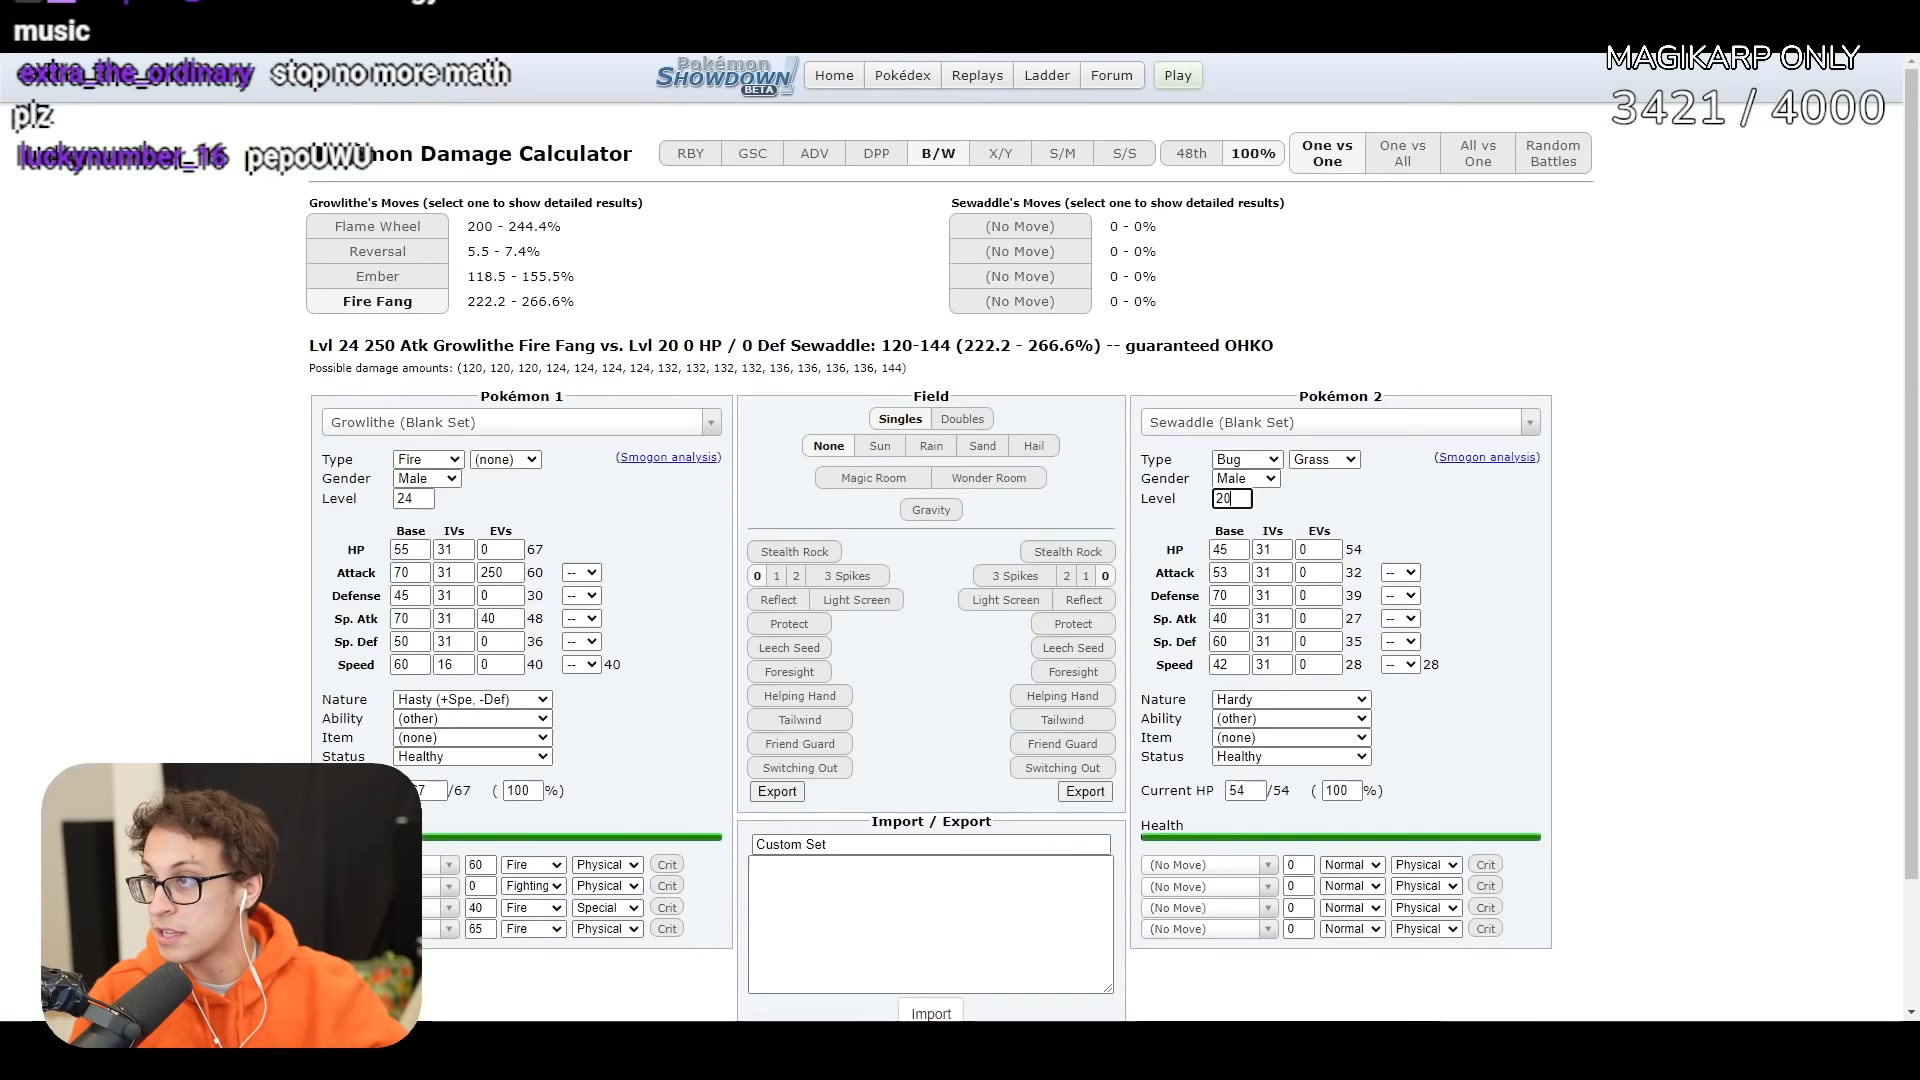 music
extra_the_ordinary stop no more math
plz
luckynumber_16 pepoUWU
Pokémon
SHOWDOWN
BETA
Home Pokédex Replays Ladder Forum Play
MAGIKARP ONLY
3421 / 4000
mon Damage Calculator
RBY GSC ADV DPP B/W X/Y S/M S/S 48th 100% One vs One One vs All All vs One Random Battles
Growlithe's Moves (select one to show detailed results)
Flame Wheel 200 - 244.4%
Reversal 5.5 - 7.4%
Ember 118.5 - 155.5%
Fire Fang 222.2 - 266.6%
Sewaddle's Moves (select one to show detailed results)
(No Move) 0 - 0%
(No Move) 0 - 0%
(No Move) 0 - 0%
(No Move) 0 - 0%
Lvl 24 250 Atk Growlithe Fire Fang vs. Lvl 20 0 HP / 0 Def Sewaddle: 120-144 (222.2 - 266.6%) -- guaranteed OHKO
Possible damage amounts: (120, 120, 120, 124, 124, 124, 124, 132, 132, 132, 132, 136, 136, 136, 136, 144)
Pokémon 1
Growlithe (Blank Set)
Type Fire (none) (Smogon analysis)
Gender Male
Level 24
Base IVs EVs
HP 55 31 0 67
Attack 70 31 250 60 --
Defense 45 31 0 30 --
Sp. Atk 70 31 40 48 --
Sp. Def 50 31 0 36 --
Speed 60 16 0 40 -- 40
Nature Hasty (+Spe, -Def)
Ability (other)
Item (none)
Status Healthy
7 /67 ( 100 %)
60 Fire Physical Crit
0 Fighting Physical Crit
40 Fire Special Crit
65 Fire Physical Crit
Field
Singles Doubles
None Sun Rain Sand Hail
Magic Room Wonder Room
Gravity
Stealth Rock Stealth Rock
0 1 2 3 Spikes 3 Spikes 2 1 0
Reflect Light Screen Light Screen Reflect
Protect Protect
Leech Seed Leech Seed
Foresight Foresight
Helping Hand Helping Hand
Tailwind Tailwind
Friend Guard Friend Guard
Switching Out Switching Out
Export Export
Import / Export
Custom Set
Import
Pokémon 2
Sewaddle (Blank Set)
Type Bug Grass (Smogon analysis)
Gender Male
Level 20
Base IVs EVs
HP 45 31 0 54
Attack 53 31 0 32 --
Defense 70 31 0 39 --
Sp. Atk 40 31 0 27 --
Sp. Def 60 31 0 35 --
Speed 42 31 0 28 -- 28
Nature Hardy
Ability (other)
Item (none)
Status Healthy
Current HP 54 /54 ( 100 %)
Health
(No Move) 0 Normal Physical Crit
(No Move) 0 Normal Physical Crit
(No Move) 0 Normal Physical Crit
(No Move) 0 Normal Physical Crit